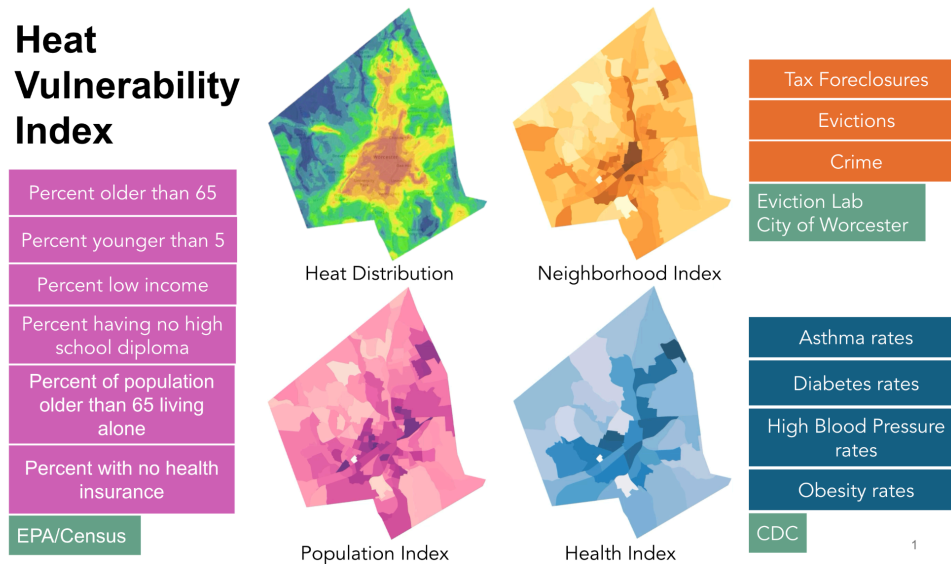 Heat
Vulnerability
Index
Percent older than 65
Percent younger than 5
Percent low income
Percent having no high
school diploma
Percent of population
older than 65 living
alone
Percent with no health
insurance
EPA/Census
Heat Distribution
Neighborhood Index
Population Index
Health Index
Tax Foreclosures
Evictions
Crime
Eviction Lab
City of Worcester
Asthma rates
Diabetes rates
High Blood Pressure
rates
Obesity rates
CDC
1